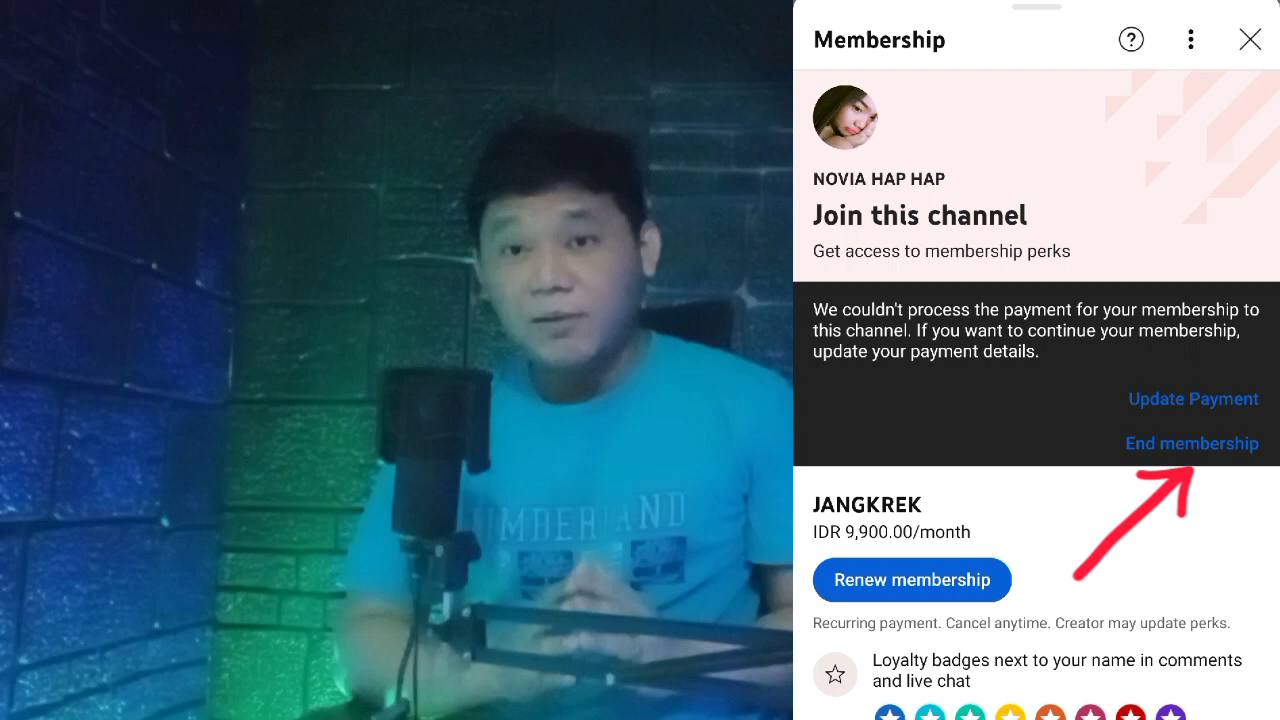 Membership
NOVIA HAP HAP
Join this channel
Get access to membership perks
We couldn't process the payment for your membership to
this channel. If you want to continue your membership,
update your payment details.
Update Payment
End membership
JANGKREK
IDR 9,900.00/month
Renew membership
Recurring payment. Cancel anytime. Creator may update perks.
Loyalty badges next to your name in comments
and live chat